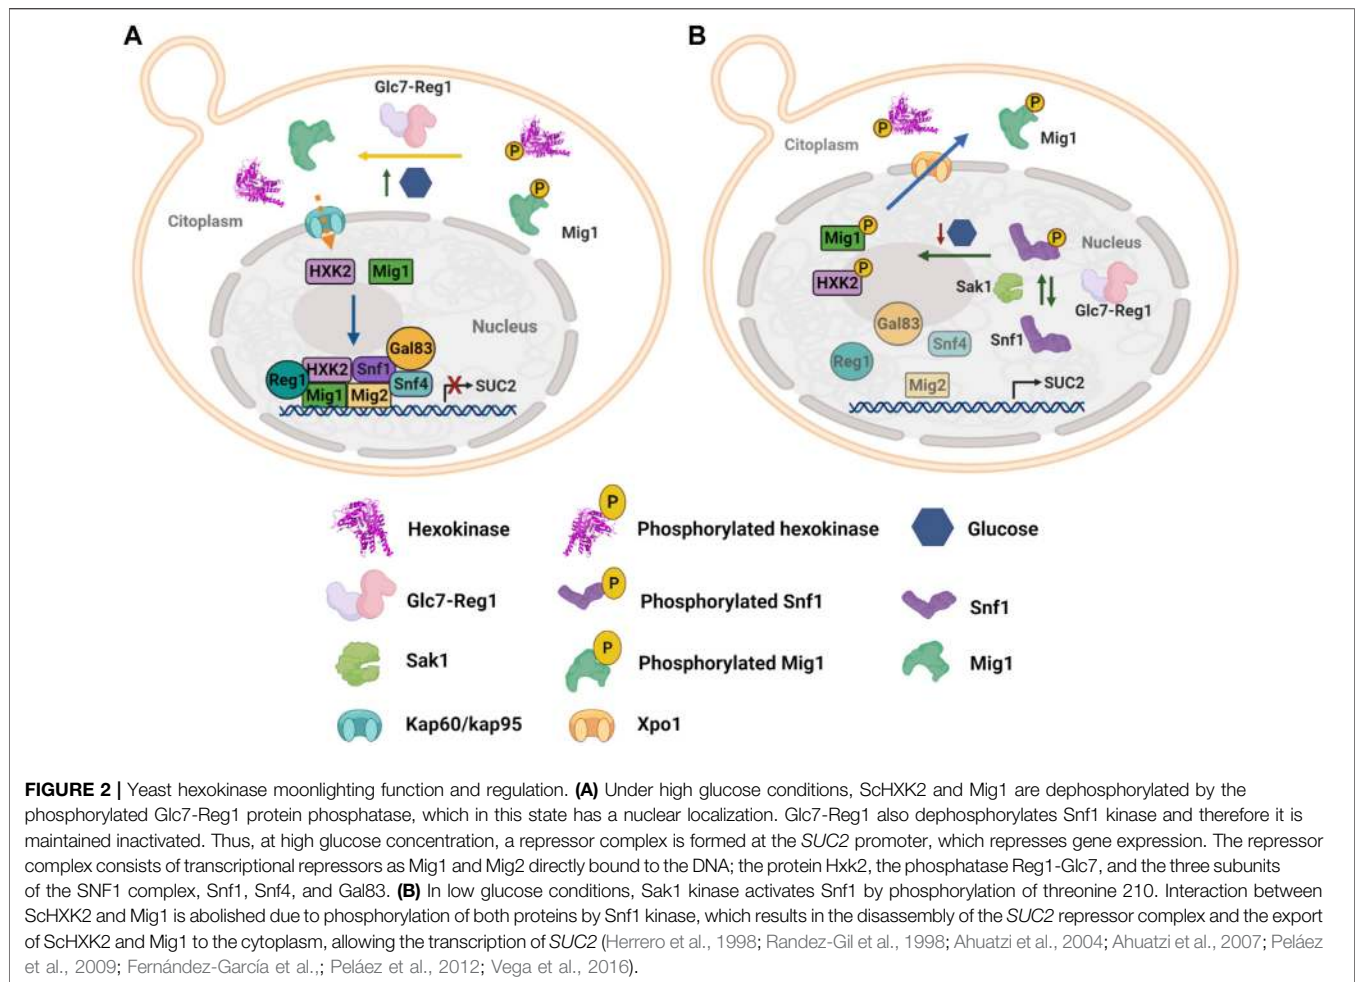 A
Glc7-Reg1
P
P
Citoplasm
Mig1
HXK2
Mig1
Nucleus
Gal83
HXK2
Snf1
Reg1
Snf4
Mig1
Mig2
X
SUC2
B
P
P
Citoplasm
Mig1
P
Mig1
P
Nucleus
P
HXK2
Sak1
Glc7-Reg1
Gal83
Snf1
Snf4
Reg1
Mig2
SUC2
P
Hexokinase
Phosphorylated hexokinase
Glucose
P
Glc7-Reg1
Phosphorylated Snf1
Snf1
P
Sak1
Phosphorylated Mig1
Mig1
Kap60/kap95
Xpo1
FIGURE 2 | Yeast hexokinase moonlighting function and regulation. (A) Under high glucose conditions, ScHXK2 and Mig1 are dephosphorylated by the
phosphorylated Glc7-Reg1 protein phosphatase, which in this state has a nuclear localization. Glc7-Reg1 also dephosphorylates Snf1 kinase and therefore it is
maintained inactivated. Thus, at high glucose concentration, a repressor complex is formed at the SUC2 promoter, which represses gene expression. The repressor
complex consists of transcriptional repressors as Mig1 and Mig2 directly bound to the DNA; the protein Hxk2, the phosphatase Reg1-Glc7, and the three subunits
of the SNF1 complex, Snf1, Snf4, and Gal83. (B) In low glucose conditions, Sak1 kinase activates Snf1 by phosphorylation of threonine 210. Interaction between
ScHXK2 and Mig1 is abolished due to phosphorylation of both proteins by Snf1 kinase, which results in the disassembly of the SUC2 repressor complex and the export
of ScHXK2 and Mig1 to the cytoplasm, allowing the transcription of SUC2 (Herrero et al., 1998; Randez-Gil et al., 1998; Ahuatzi et al., 2004; Ahuatzi et al., 2007; Peláez
et al., 2009; Fernández-García et al.,; Peláez et al., 2012; Vega et al., 2016).